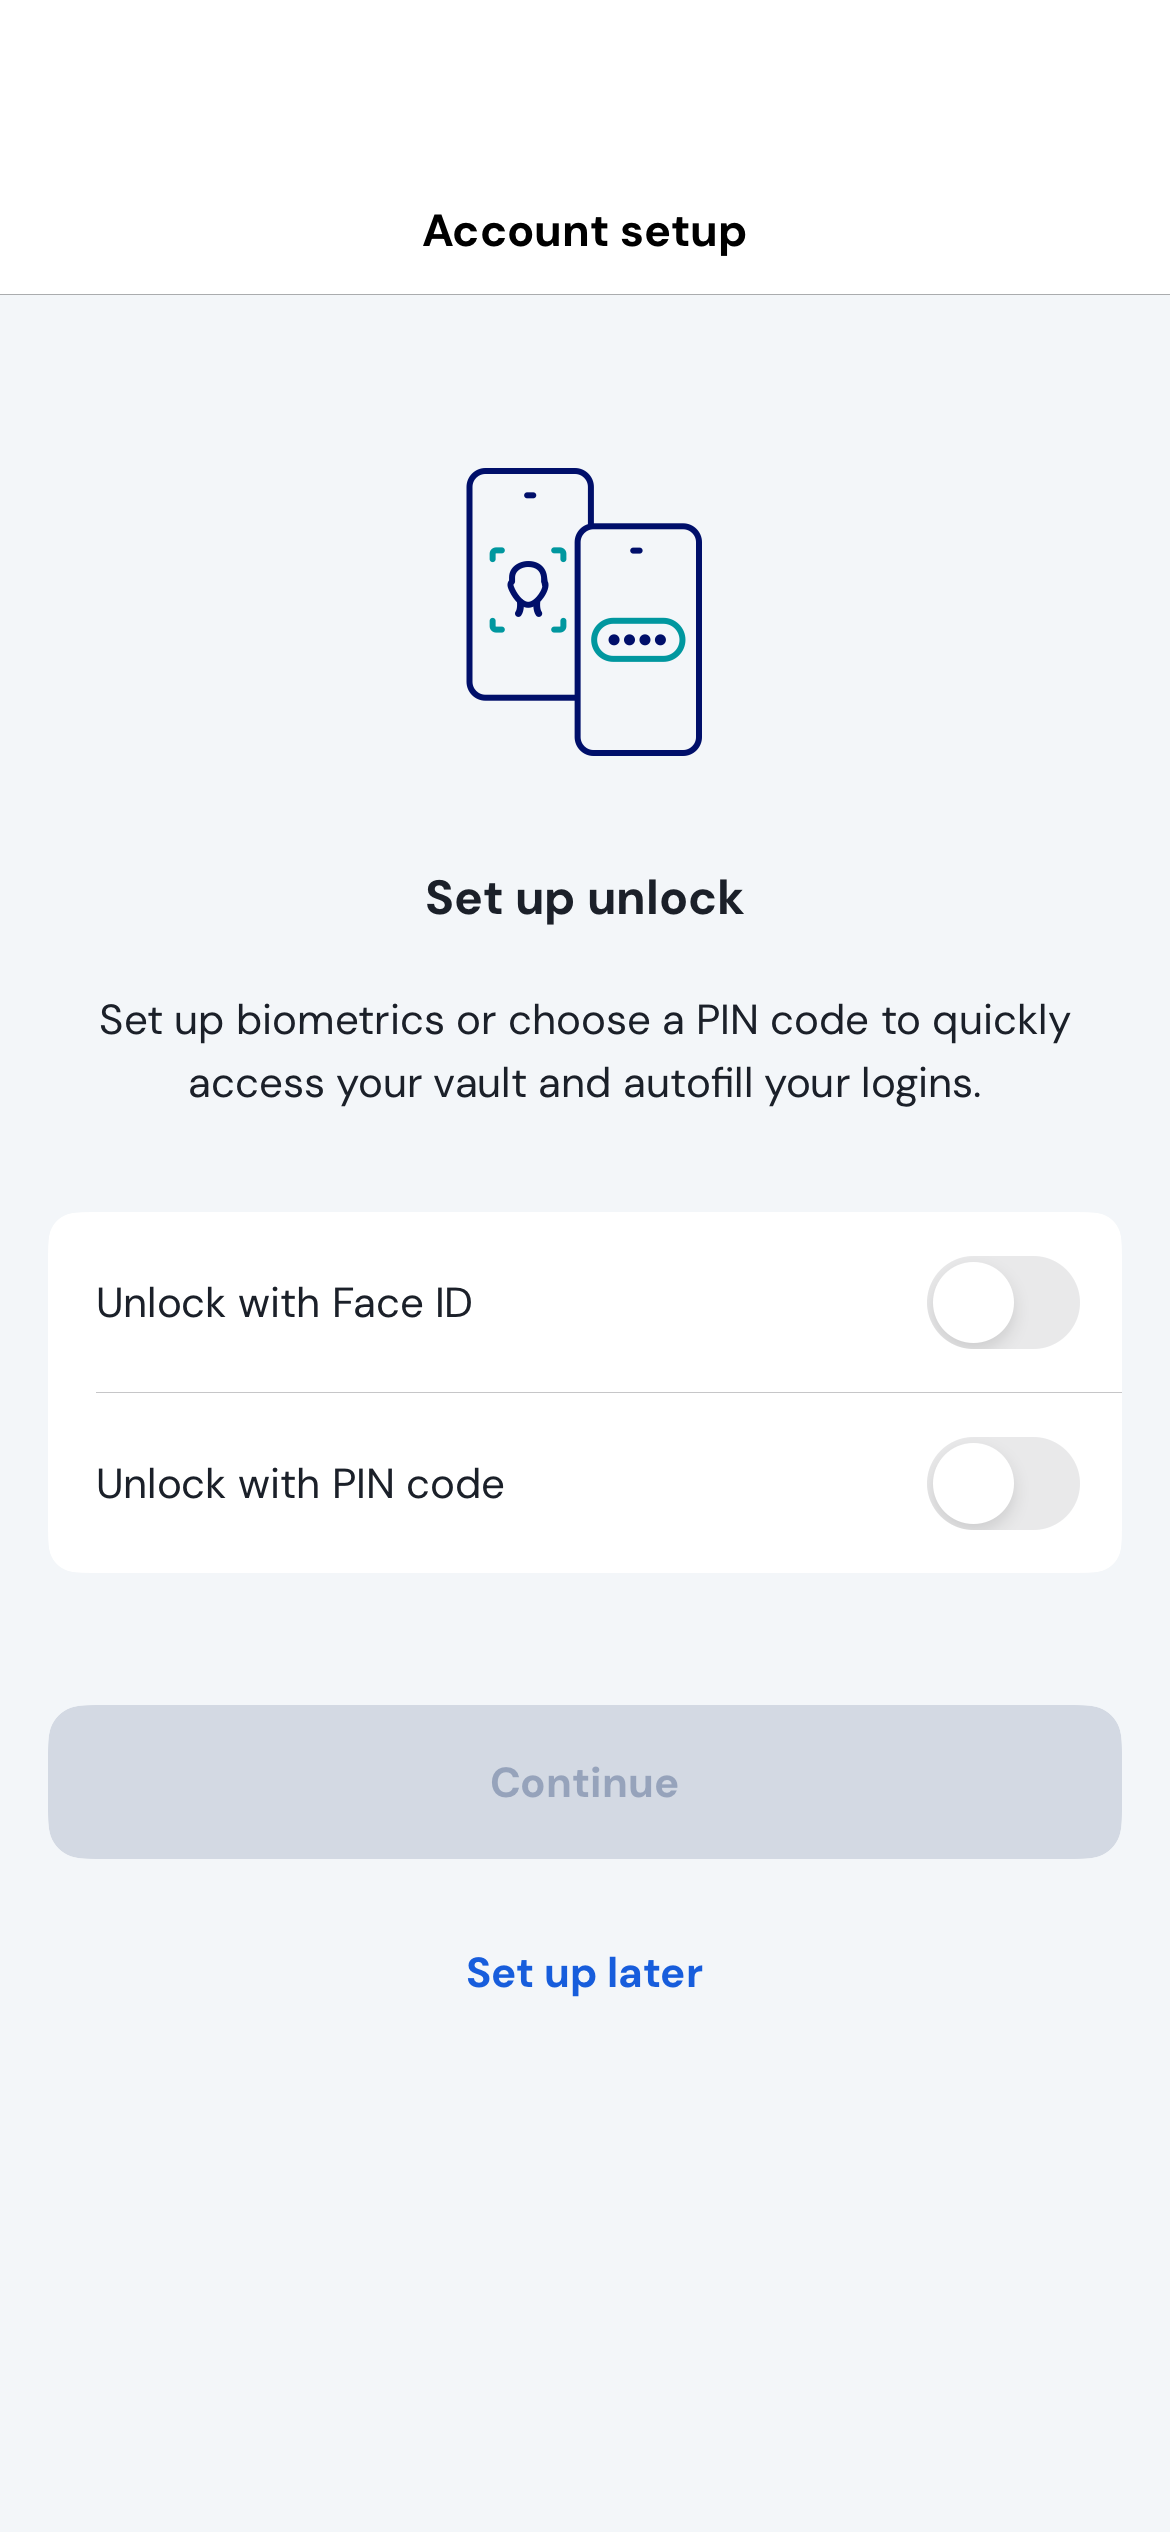 Account setup
Set up unlock
Set up biometrics or choose a PIN code to quickly
access your vault and autofill your logins.
Unlock with Face ID
Unlock with PIN code
Continue
Set up later